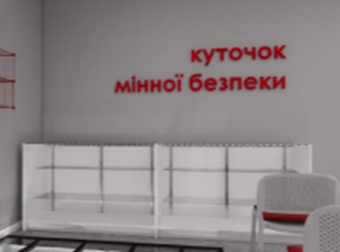 куточок
мінної безпеки